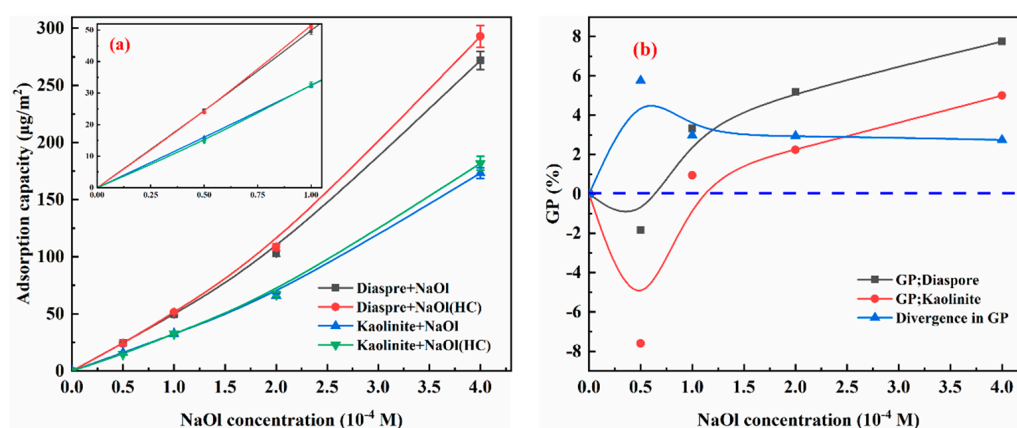 (a)
50
40
30
20
10
0
0.00 0.25 0.50 0.75 1.00
300
250
200
150
100
50
0
Adsorption capacity (μg/m²)
Diaspre+NaOl
Diaspre+NaOl(HC)
Kaolinite+NaOl
Kaolinite+NaOl(HC)
0.0 0.5 1.0 1.5 2.0 2.5 3.0 3.5 4.0
NaOl concentration (10⁻⁴ M)
(b)
8
6
4
2
0
-2
-4
-6
-8
GP (%)
GP;Diaspore
GP;Kaolinite
Divergence in GP
0.0 0.5 1.0 1.5 2.0 2.5 3.0 3.5 4.0
NaOl concentration (10⁻⁴ M)